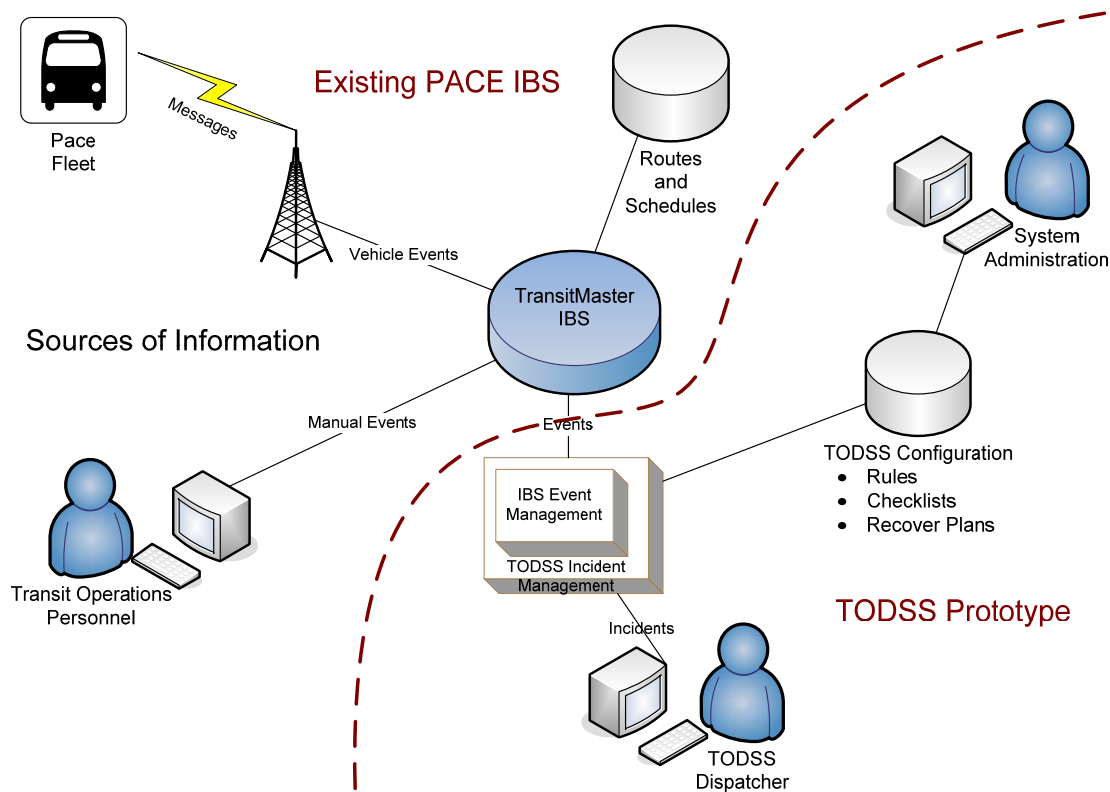 Existing PACE IBS
Messages
Pace
Fleet
Routes
and
Schedules
System
Administration
Vehicle Events
TransitMaster
IBS
Sources of Information
Manual Events
Events
TODSS Configuration
● Rules
● Checklists
● Recover Plans
IBS Event
Management
TODSS Incident
Management
Transit Operations
Personnel
TODSS Prototype
Incidents
TODSS
Dispatcher